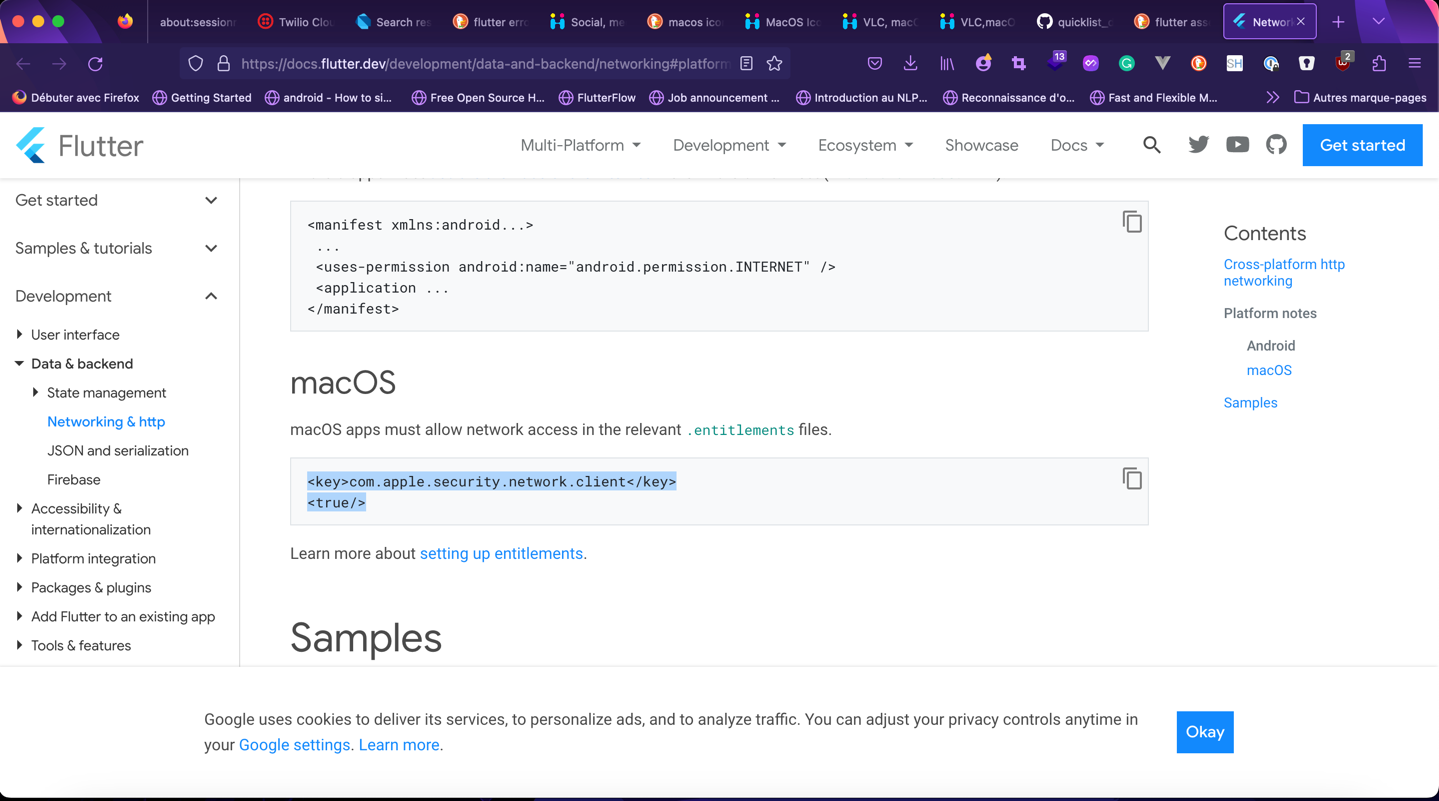 about:sessionr
Twilio Clou
Search res
flutter erro
Social, me
macos ico
MacOS Ico
VLC, macO
VLC,macO
quicklist_
flutter ass
Networ
https://docs.flutter.dev/development/data-and-backend/networking#platform
13
SH
2
Débuter avec Firefox
Getting Started
android - How to si...
Free Open Source H...
FlutterFlow
Job announcement ...
Introduction au NLP...
Reconnaissance d'o...
Fast and Flexible M...
Autres marque-pages
Flutter
Multi-Platform
Development
Ecosystem
Showcase
Docs
Get started
Get started
Samples & tutorials
Development
User interface
Data & backend
State management
Networking & http
JSON and serialization
Firebase
Accessibility &
internationalization
Platform integration
Packages & plugins
Add Flutter to an existing app
Tools & features
<manifest xmlns:android...>
...
<uses-permission android:name="android.permission.INTERNET" />
<application ...
</manifest>
macOS
macOS apps must allow network access in the relevant .entitlements files.
<key>com.apple.security.network.client</key>
<true/>
Learn more about setting up entitlements.
Samples
Contents
Cross-platform http
networking
Platform notes
Android
macOS
Samples
Google uses cookies to deliver its services, to personalize ads, and to analyze traffic. You can adjust your privacy controls anytime in
your Google settings. Learn more.
Okay